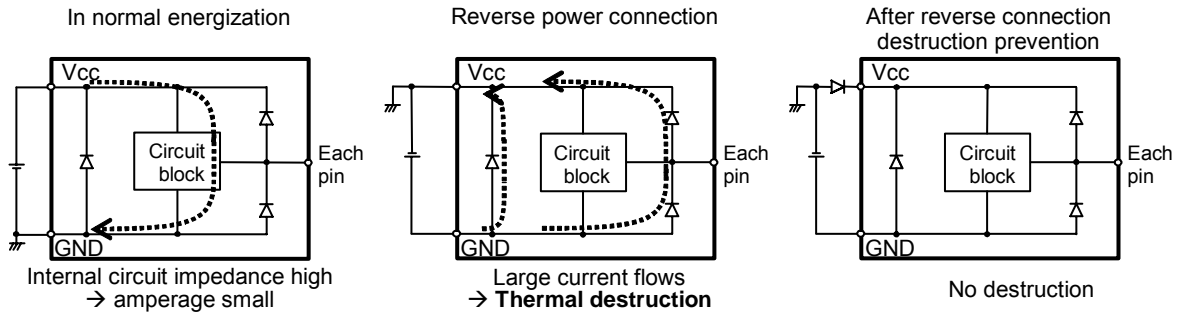 In normal energization
Vcc
Circuit
block
Each
pin
GND
Internal circuit impedance high
→ amperage small
Reverse power connection
Vcc
Circuit
block
Each
pin
GND
Large current flows
→ Thermal destruction
After reverse connection
destruction prevention
Vcc
Circuit
block
Each
pin
GND
No destruction